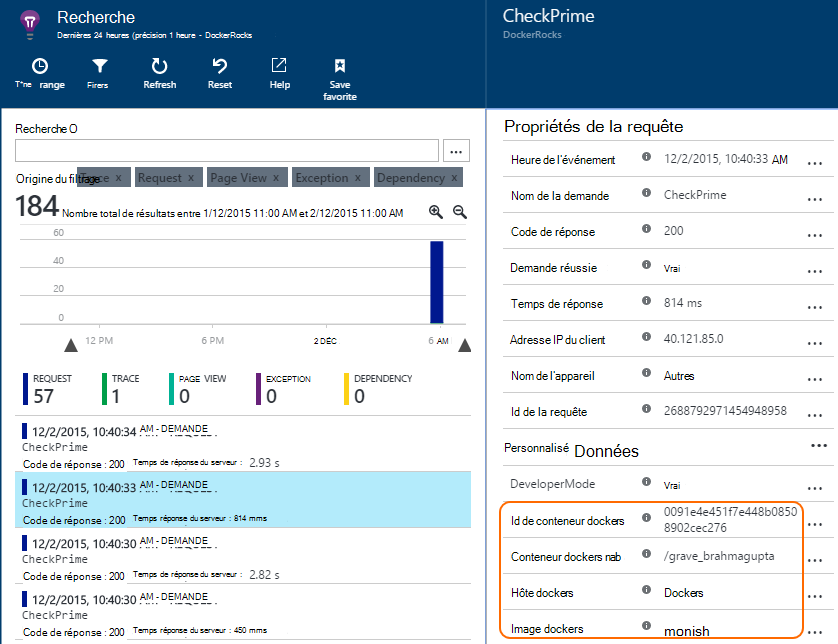 Recherche
Dernières 24 heures (précision 1 heure - DockerRocks
range
Firers
Refresh
Reset
Help
Save favorite
Recherche O
...
Origine du filtrage
Trace x
Request x
Page View x
Exception x
Dependency x
184 Nombre total de résultats entre 1/12/2015 11:00 AM et 2/12/2015 11:00 AM
60
40
20
0
12 PM
6 PM
2 DÉC
6 AM
REQUEST
57
TRACE
1
PAGE VIEW
0
EXCEPTION
0
DEPENDENCY
0
12/2/2015, 10:40:34 AM - DEMANDE
CheckPrime
Code de réponse : 200 Temps de réponse du serveur : 2.93 s
12/2/2015, 10:40:33 AM - DEMANDE
CheckPrime
Code de réponse : 200 Temps réponse du serveur : 814 mms
12/2/2015, 10:40:30 AM - DEMANDE
CheckPrime
Code de réponse : 200 Temps de réponse du serveur : 2.82 s
12/2/2015, 10:40:30 AM - DEMANDE
CheckPrime
Code de réponse : 200 Temps réponse du serveur : 450 mms
CheckPrime
DockerRocks
Propriétés de la requête
Heure de l'événement 12/2/2015, 10:40:33 AM ...
Nom de la demande CheckPrime ...
Code de réponse 200 ...
Demande réussie Vrai ...
Temps de réponse 814 ms ...
Adresse IP du client 40.121.85.0 ...
Nom de l'appareil Autres ...
Id de la requête 2688792971454948958 ...
Personnalisé Données ...
DeveloperMode Vrai ...
Id de conteneur dockers 0091e4e451f7e448b0850
8902cec276 ...
Conteneur dockers nab /grave_brahmagupta ...
Hôte dockers Dockers ...
Image dockers monish ...